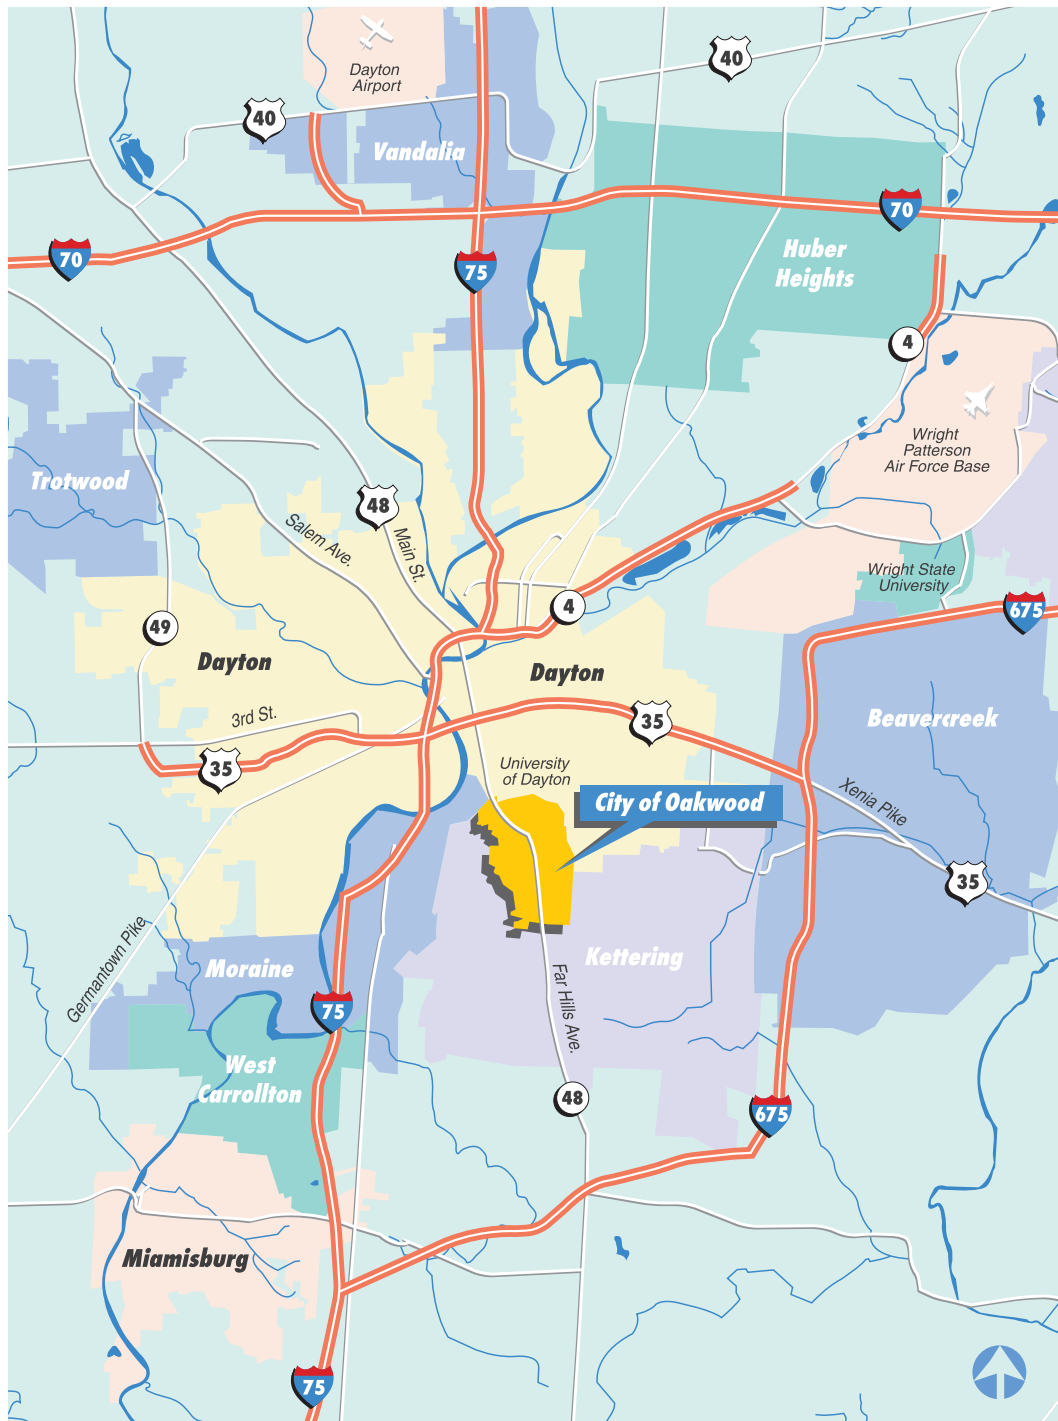 Dayton
Airport
40
40
Vandalia
70
Huber
Heights
70
75
4
Wright
Patterson
Air Force Base
Trotwood
48
Salem Ave.
Main St.
Wright State
University
4
675
49
Dayton
Dayton
3rd St.
35
35
Beavercreek
University
of Dayton
City of Oakwood
Xenia Pike
35
Germantown Pike
Moraine
Kettering
75
Far Hills Ave.
West
Carrollton
48
675
Miamisburg
75